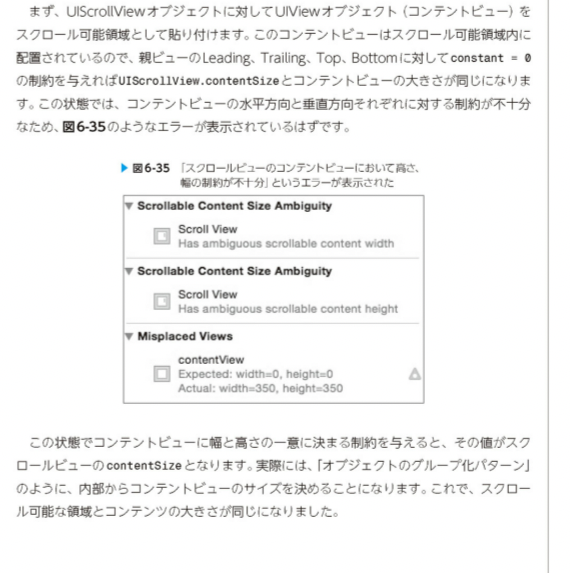 まず、UIScrollViewオブジェクトに対してUIViewオブジェクト（コンテントビュー）を
スクロール可能領域として貼り付けます。このコンテントビューはスクロール可能領域内に
配置されているので、親ビューのLeading、Trailing、Top、Bottomに対してconstant = 0
の制約を与えればUIScrollView.contentSizeとコンテントビューの大きさが同じになりま
す。この状態では、コンテントビューの水平方向と垂直方向それぞれに対する制約が不十分
なため、図6-35のようなエラーが表示されているはずです。
▶ 図6-35 「スクロールビューのコンテントビューにおいて高さ、
幅の制約が不十分」というエラーが表示された
▼ Scrollable Content Size Ambiguity
Scroll View
Has ambiguous scrollable content width
▼ Scrollable Content Size Ambiguity
Scroll View
Has ambiguous scrollable content height
▼ Misplaced Views
contentView
Expected: width=0, height=0
Actual: width=350, height=350
この状態でコンテントビューに幅と高さの一意に決まる制約を与えると、その値がスク
ロールビューのcontentSizeとなります。実際には、「オブジェクトのグループ化パターン」
のように、内部からコンテントビューのサイズを決めることになります。これで、スクロー
ル可能な領域とコンテンツの大きさが同じになりました。